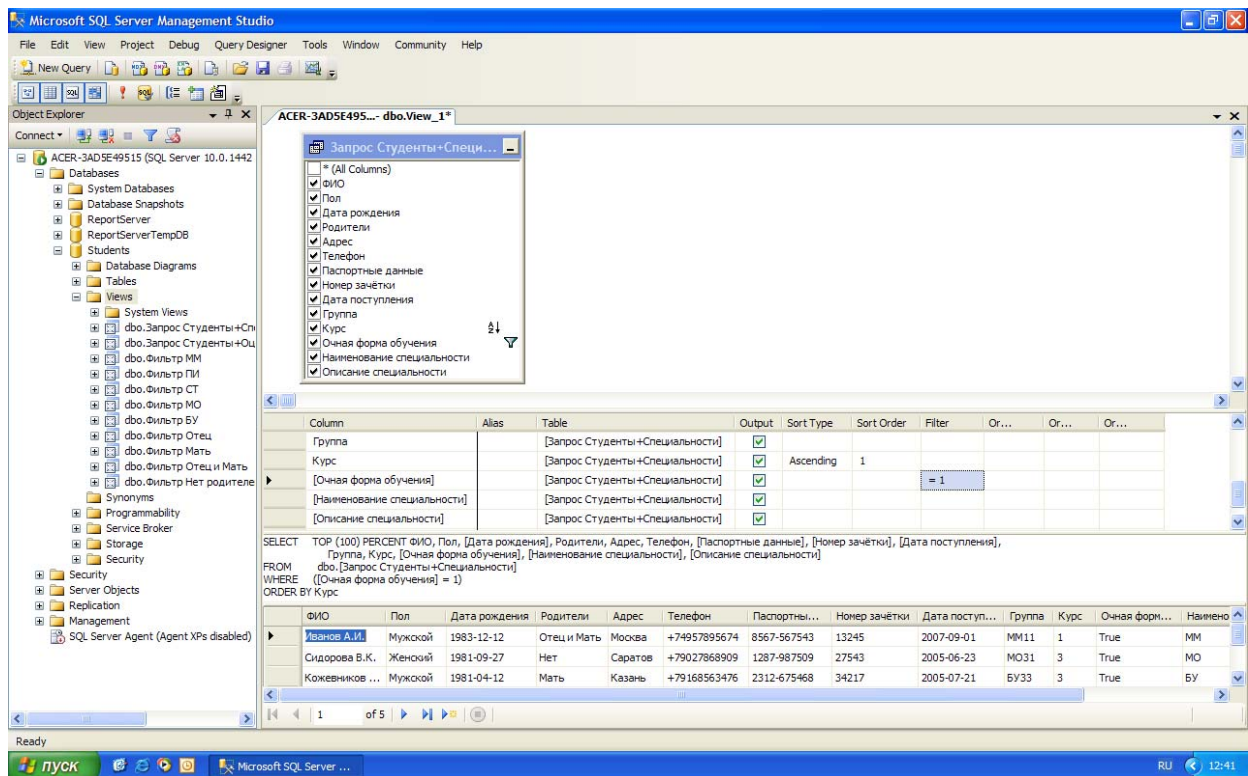 Microsoft SQL Server Management Studio
File Edit View Project Debug Query Designer Tools Window Community Help
New Query
Object Explorer
ACER-3AD5E495...- dbo.View_1*
Connect
ACER-3AD5E49515 (SQL Server 10.0.1442
Databases
System Databases
Database Snapshots
ReportServer
ReportServerTempDB
Students
Database Diagrams
Tables
Views
System Views
dbo.Запрос Студенты+Спе
dbo.Запрос Студенты+Оц
dbo.Фильтр ММ
dbo.Фильтр ПИ
dbo.Фильтр СТ
dbo.Фильтр МО
dbo.Фильтр БУ
dbo.Фильтр Отец
dbo.Фильтр Мать
dbo.Фильтр Отец и Мать
dbo.Фильтр Нет родителе
Synonyms
Programmability
Service Broker
Storage
Security
Security
Server Objects
Replication
Management
SQL Server Agent (Agent XPs disabled)
Запрос Студенты+Специ...
* (All Columns)
ФИО
Пол
Дата рождения
Родители
Адрес
Телефон
Паспортные данные
Номер зачётки
Дата поступления
Группа
Курс
Очная форма обучения
Наименование специальности
Описание специальности
Column Alias Table Output Sort Type Sort Order Filter Or... Or... Or...
Группа [Запрос Студенты+Специальности]
Курс [Запрос Студенты+Специальности] Ascending 1
[Очная форма обучения] [Запрос Студенты+Специальности] = 1
[Наименование специальности] [Запрос Студенты+Специальности]
[Описание специальности] [Запрос Студенты+Специальности]
SELECT TOP (100) PERCENT ФИО, Пол, [Дата рождения], Родители, Адрес, Телефон, [Паспортные данные], [Номер зачётки], [Дата поступления],
Группа, Курс, [Очная форма обучения], [Наименование специальности], [Описание специальности]
FROM dbo.[Запрос Студенты+Специальности]
WHERE ([Очная форма обучения] = 1)
ORDER BY Курс
ФИО Пол Дата рождения Родители Адрес Телефон Паспортны... Номер зачётки Дата поступ... Группа Курс Очная форм... Наимено
Иванов А.И. Мужской 1983-12-12 Отец и Мать Москва +74957895674 8567-567543 13245 2007-09-01 ММ11 1 True ММ
Сидорова В.К. Женский 1981-09-27 Нет Саратов +79027868909 1287-987509 27543 2005-06-23 МО31 3 True МО
Кожевников ... Мужской 1981-04-12 Мать Казань +79168563476 2312-675468 34217 2005-07-21 БУ33 3 True БУ
1 of 5
Ready
пуск Microsoft SQL Server ... RU 12:41